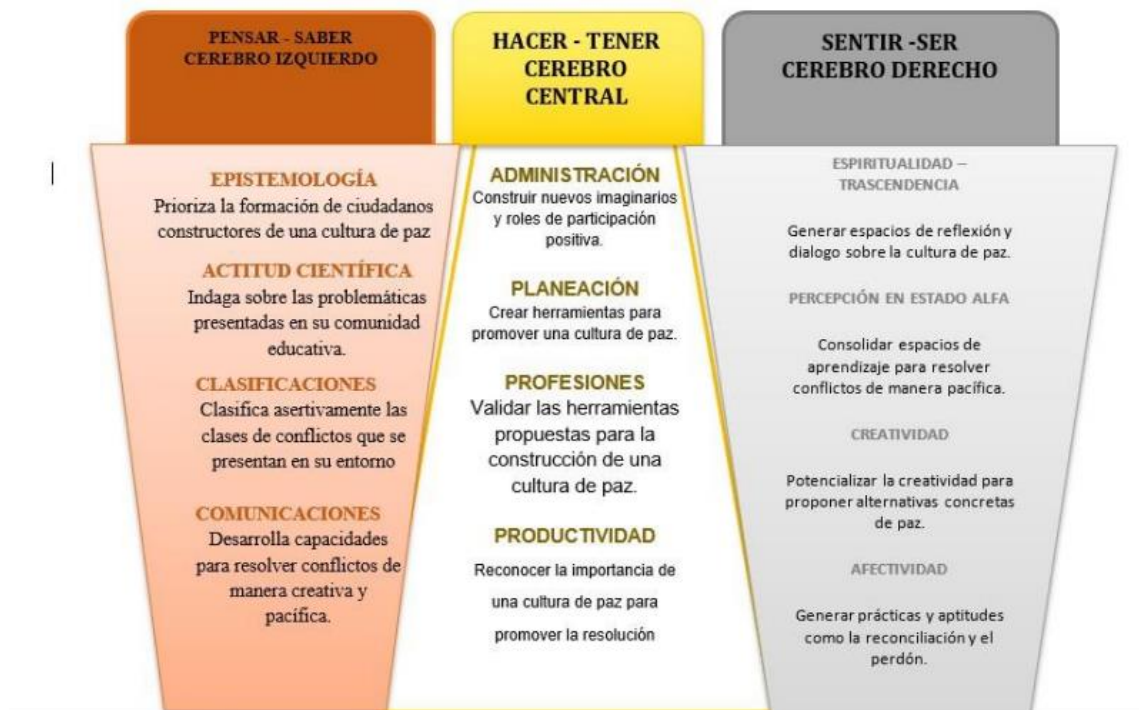 PENSAR - SABER
CEREBRO IZQUIERDO
EPISTEMOLOGÍA
Prioriza la formación de ciudadanos
constructores de una cultura de paz
ACTITUD CIENTÍFICA
Indaga sobre las problemáticas
presentadas en su comunidad
educativa.
CLASIFICACIONES
Clasifica asertivamente las
clases de conflictos que se
presentan en su entorno
COMUNICACIONES
Desarrolla capacidades
para resolver conflictos de
manera creativa y
pacífica.
HACER - TENER
CEREBRO
CENTRAL
ADMINISTRACIÓN
Construir nuevos imaginarios
y roles de participación
positiva.
PLANEACIÓN
Crear herramientas para
promover una cultura de paz.
PROFESIONES
Validar las herramientas
propuestas para la
construcción de una
cultura de paz.
PRODUCTIVIDAD
Reconocer la importancia de
una cultura de paz para
promover la resolución
SENTIR -SER
CEREBRO DERECHO
ESPIRITUALIDAD –
TRASCENDENCIA
Generar espacios de reflexión y
dialogo sobre la cultura de paz.
PERCEPCIÓN EN ESTADO ALFA
Consolidar espacios de
aprendizaje para resolver
conflictos de manera pacífica.
CREATIVIDAD
Potencializar la creatividad para
proponer alternativas concretas
de paz.
AFECTIVIDAD
Generar prácticas y aptitudes
como la reconciliación y el
perdón.